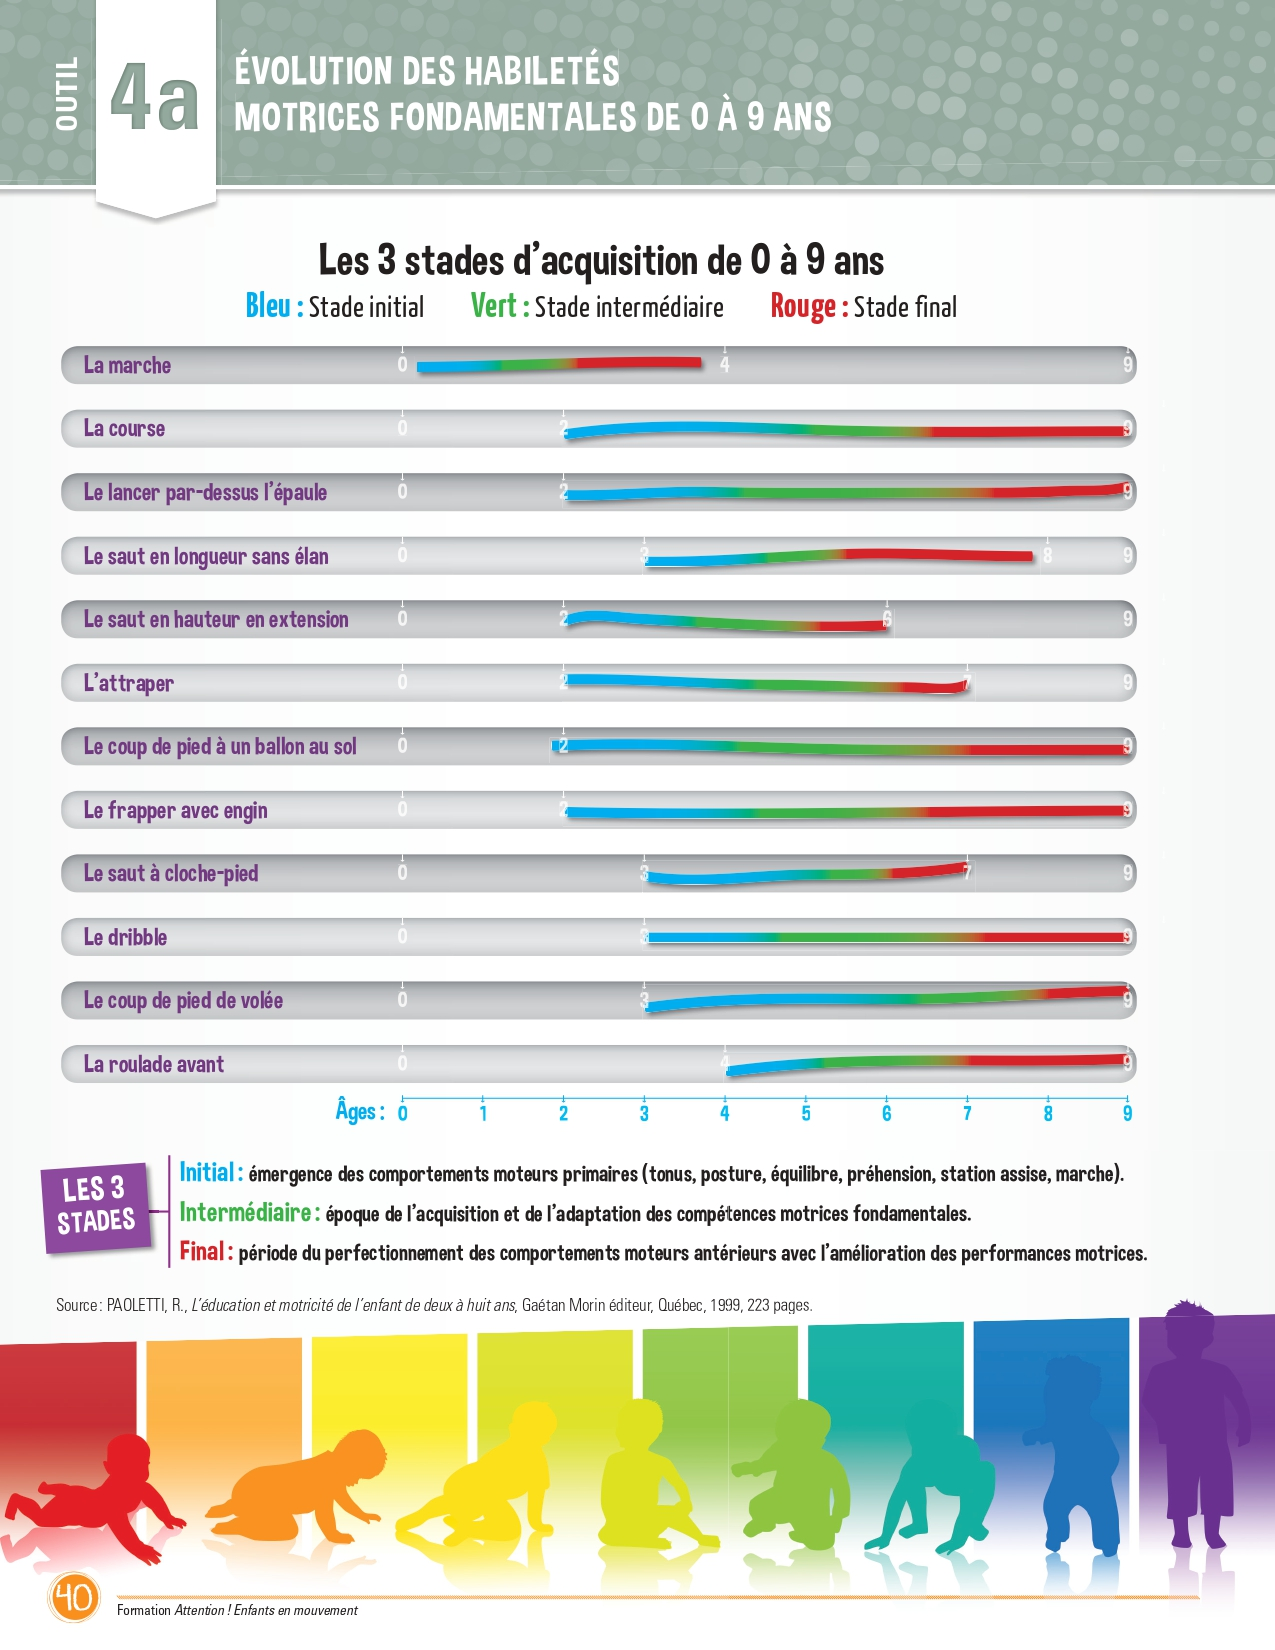 OUTIL
4a
ÉVOLUTION DES HABILETÉS
MOTRICES FONDAMENTALES DE 0 À 9 ANS
Les 3 stades d'acquisition de 0 à 9 ans
Bleu : Stade initial Vert : Stade intermédiaire Rouge : Stade final
La marche 0 4 9
La course 0 2 9
Le lancer par-dessus l'épaule 0 2 9
Le saut en longueur sans élan 0 3 8 9
Le saut en hauteur en extension 0 2 6 9
L'attraper 0 2 7 9
Le coup de pied à un ballon au sol 0 2 9
Le frapper avec engin 0 2 9
Le saut à cloche-pied 0 3 7 9
Le dribble 0 3 9
Le coup de pied de volée 0 3 9
La roulade avant 0 4 9
Âges : 0 1 2 3 4 5 6 7 8 9
LES 3
STADES
Initial : émergence des comportements moteurs primaires (tonus, posture, équilibre, préhension, station assise, marche).
Intermédiaire : époque de l'acquisition et de l'adaptation des compétences motrices fondamentales.
Final : période du perfectionnement des comportements moteurs antérieurs avec l'amélioration des performances motrices.
Source : PAOLETTI, R., L'éducation et motricité de l'enfant de deux à huit ans, Gaétan Morin éditeur, Québec, 1999, 223 pages.
40
Formation Attention ! Enfants en mouvement